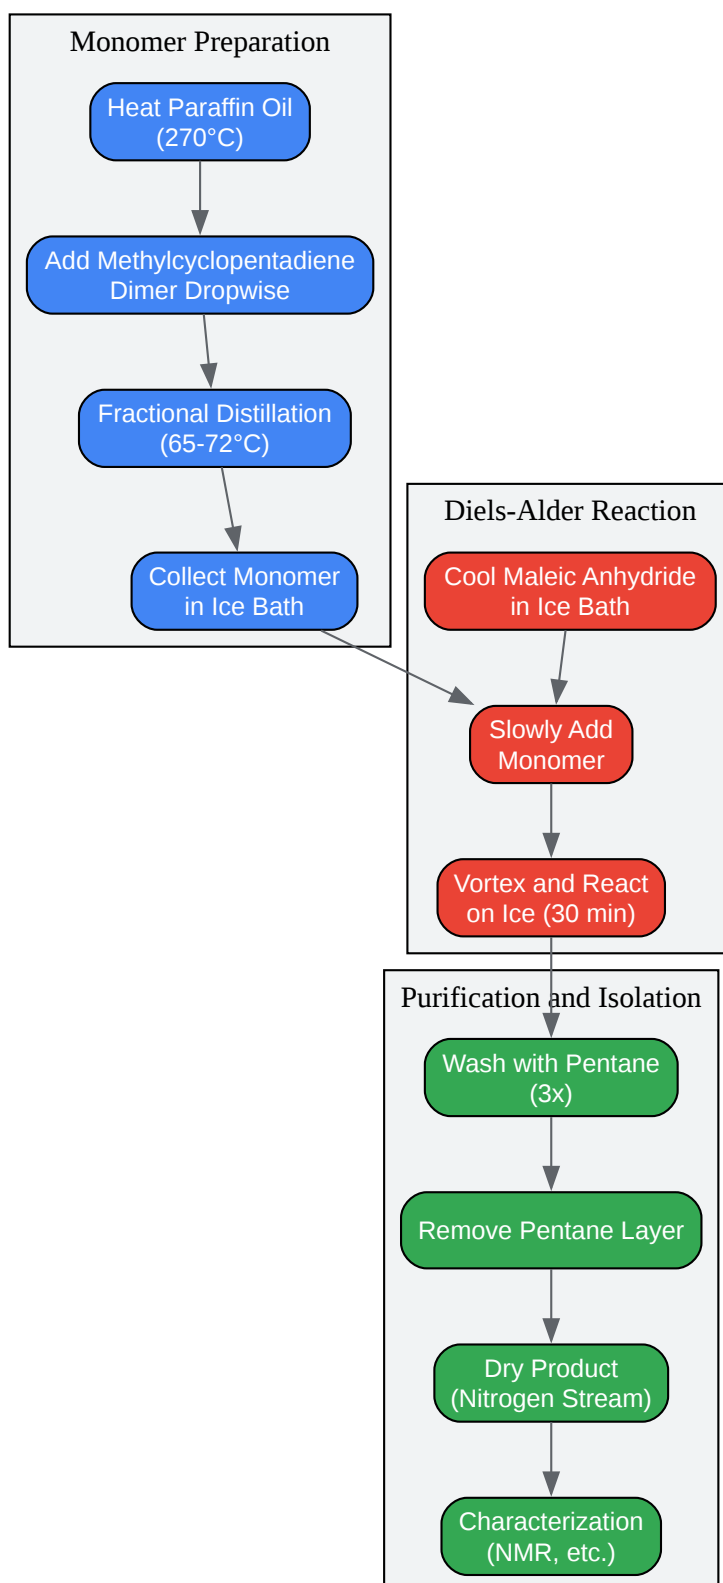 Monomer Preparation
Heat Paraffin Oil
(270°C)
Add Methylcyclopentadiene
Dimer Dropwise
Fractional Distillation
(65-72°C)
Collect Monomer
in Ice Bath
Diels-Alder Reaction
Cool Maleic Anhydride
in Ice Bath
Slowly Add
Monomer
Vortex and React
on Ice (30 min)
Purification and Isolation
Wash with Pentane
(3x)
Remove Pentane Layer
Dry Product
(Nitrogen Stream)
Characterization
(NMR, etc.)